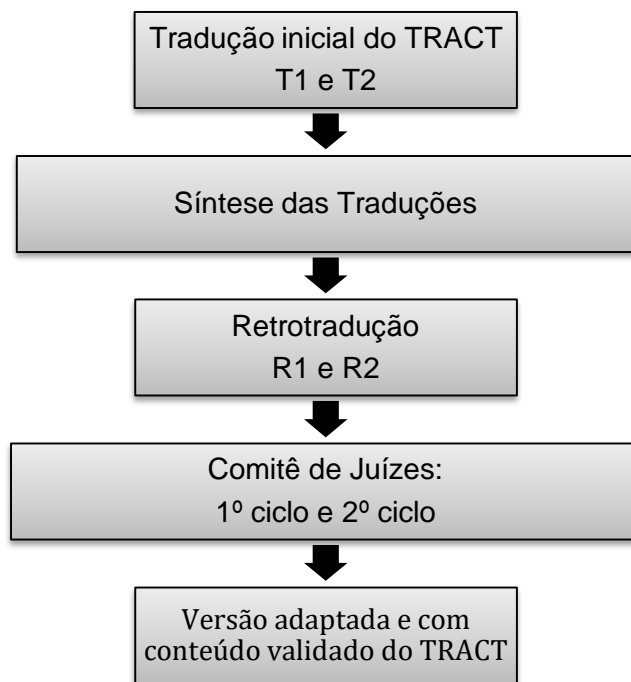 Tradução inicial do TRACT
T1 e T2
Síntese das Traduções
Retrotradução
R1 e R2
Comitê de Juízes:
1º ciclo e 2º ciclo
Versão adaptada e com
conteúdo validado do TRACT